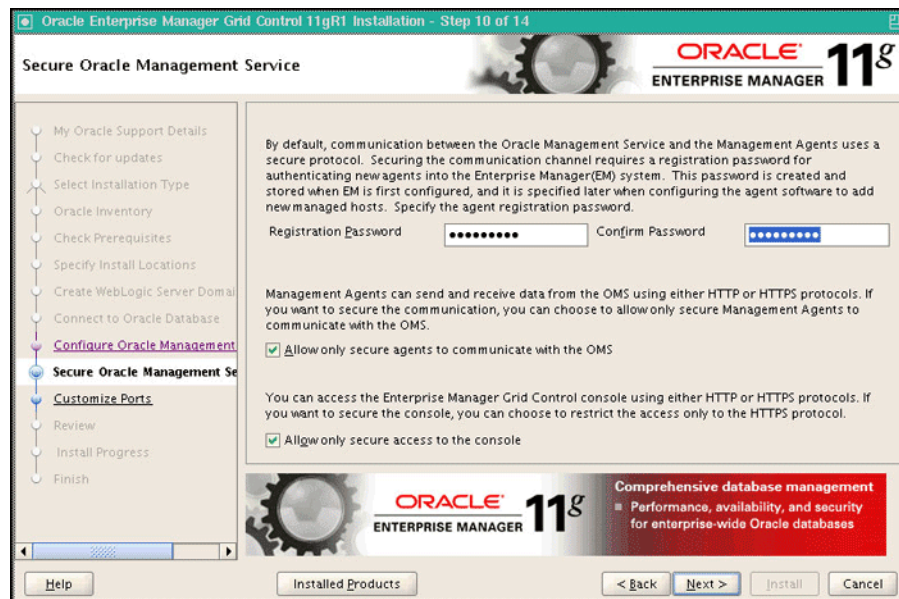 Oracle Enterprise Manager Grid Control 11gR1 Installation - Step 10 of 14
Secure Oracle Management Service
ORACLE
ENTERPRISE MANAGER 11g
My Oracle Support Details
Check for updates
Select Installation Type
Oracle Inventory
Check Prerequisites
Specify Install Locations
Create WebLogic Server Domai
Connect to Oracle Database
Configure Oracle Management
Secure Oracle Management Se
Customize Ports
Review
Install Progress
Finish
By default, communication between the Oracle Management Service and the Management Agents uses a
secure protocol. Securing the communication channel requires a registration password for
authenticating new agents into the Enterprise Manager(EM) system. This password is created and
stored when EM is first configured, and it is specified later when configuring the agent software to add
new managed hosts. Specify the agent registration password.
Registration Password ●●●●●●●●● Confirm Password ●●●●●●●●●
Management Agents can send and receive data from the OMS using either HTTP or HTTPS protocols. If
you want to secure the communication, you can choose to allow only secure Management Agents to
communicate with the OMS.
Allow only secure agents to communicate with the OMS
You can access the Enterprise Manager Grid Control console using either HTTP or HTTPS protocols. If
you want to secure the console, you can choose to restrict the access only to the HTTPS protocol.
Allow only secure access to the console
ORACLE
ENTERPRISE MANAGER 11g
Comprehensive database management
Performance, availability, and security
for enterprise-wide Oracle databases
Help Installed Products < Back Next > Install Cancel